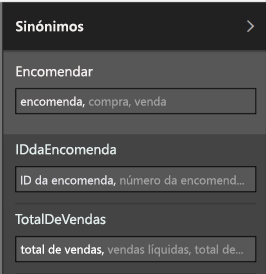 Sinónimos
Encomendar
encomenda, compra, venda
IDdaEncomenda
ID da encomenda, número da encomend...
TotalDeVendas
total de vendas, vendas líquidas, total de...